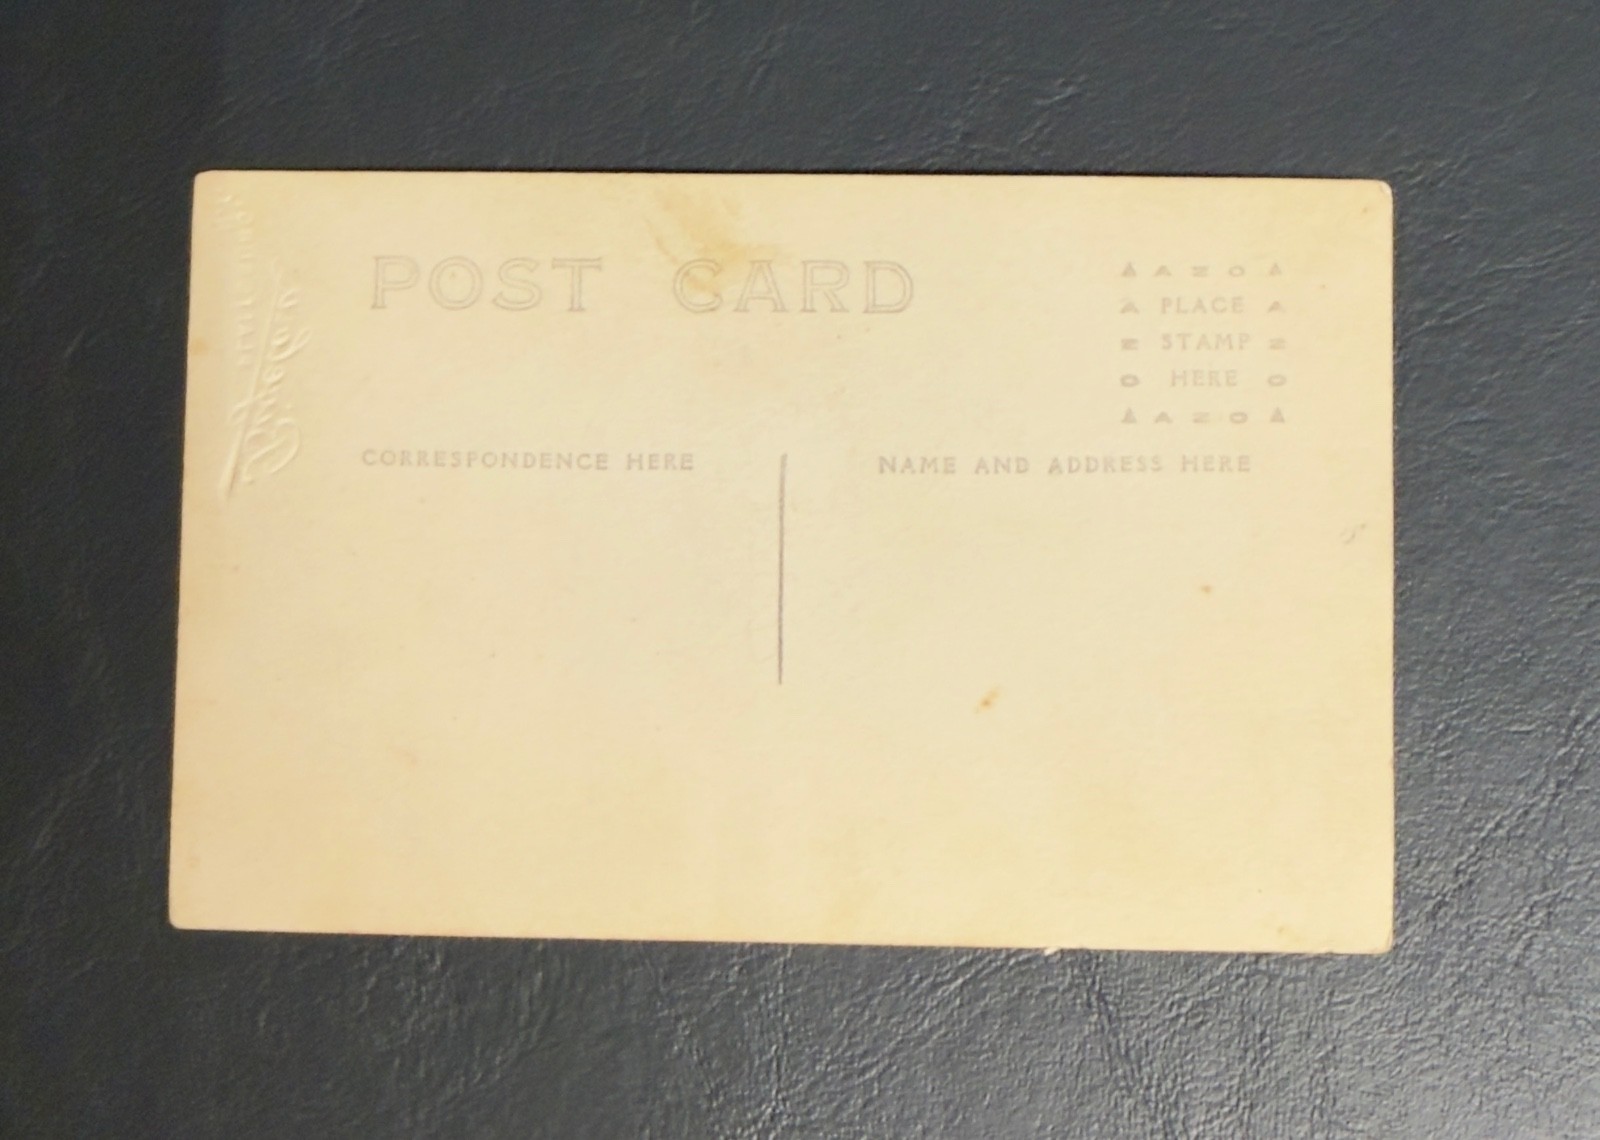 POST CARD
▲ A Z O ▲
A PLACE A
Z STAMP Z
O HERE O
▲ A Z O ▲
CORRESPONDENCE HERE
NAME AND ADDRESS HERE